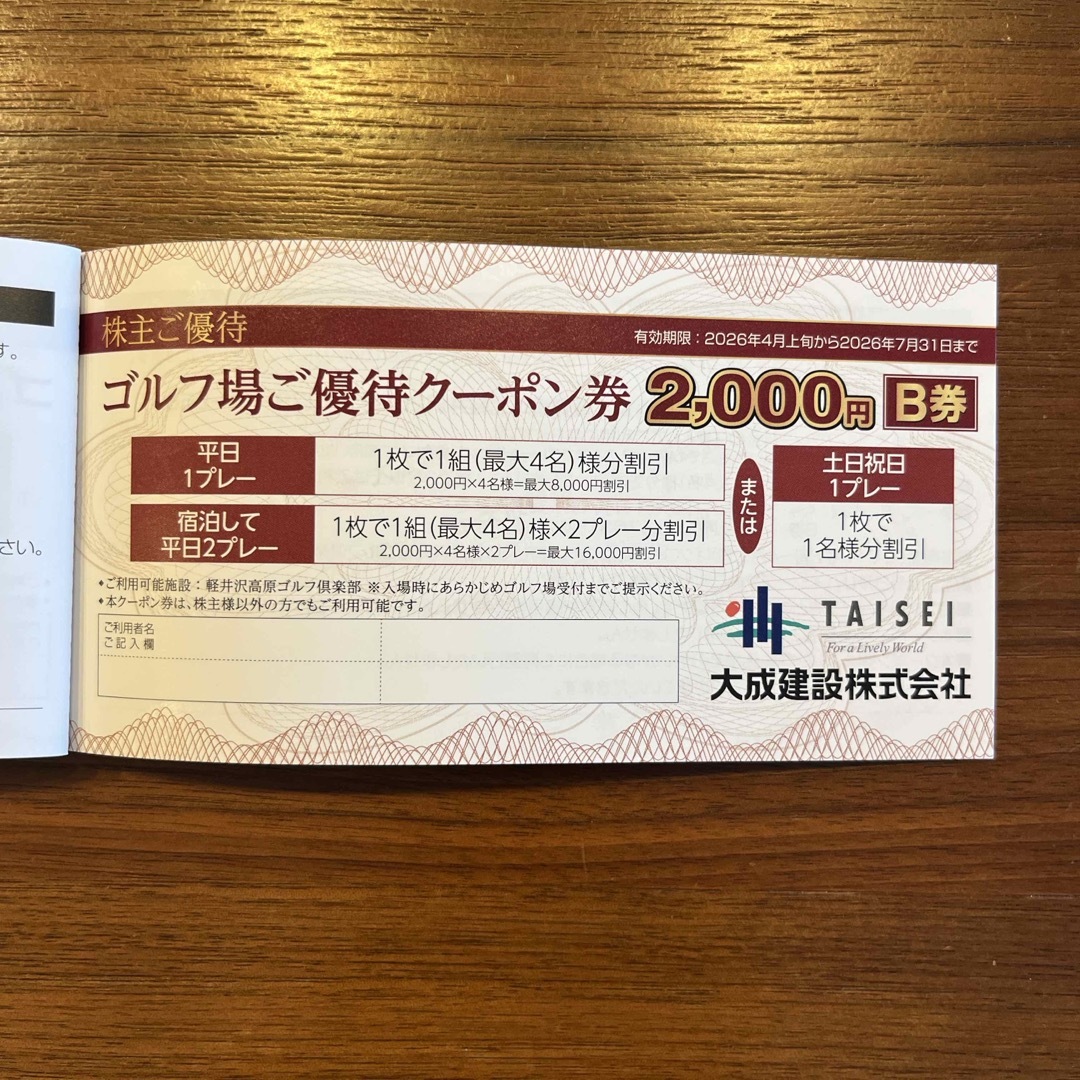 す。
さい。
株主ご優待
有効期限：2026年4月上旬から2026年7月31日まで
ゴルフ場ご優待クーポン券 2,000円 B券
平日
1プレー
1枚で1組(最大4名)様分割引
2,000円×4名様=最大8,000円割引
宿泊して
平日2プレー
1枚で1組(最大4名)様×2プレー分割引
2,000円×4名様×2プレー=最大16,000円割引
または
土日祝日
1プレー
1枚で
1名様分割引
◆ご利用可能施設：軽井沢高原ゴルフ倶楽部 ※入場時にあらかじめゴルフ場受付までご提示ください。
◆本クーポン券は、株主様以外の方でもご利用可能です。
ご利用者名
ご記入欄
TAISEI
For a Lively World
大成建設株式会社